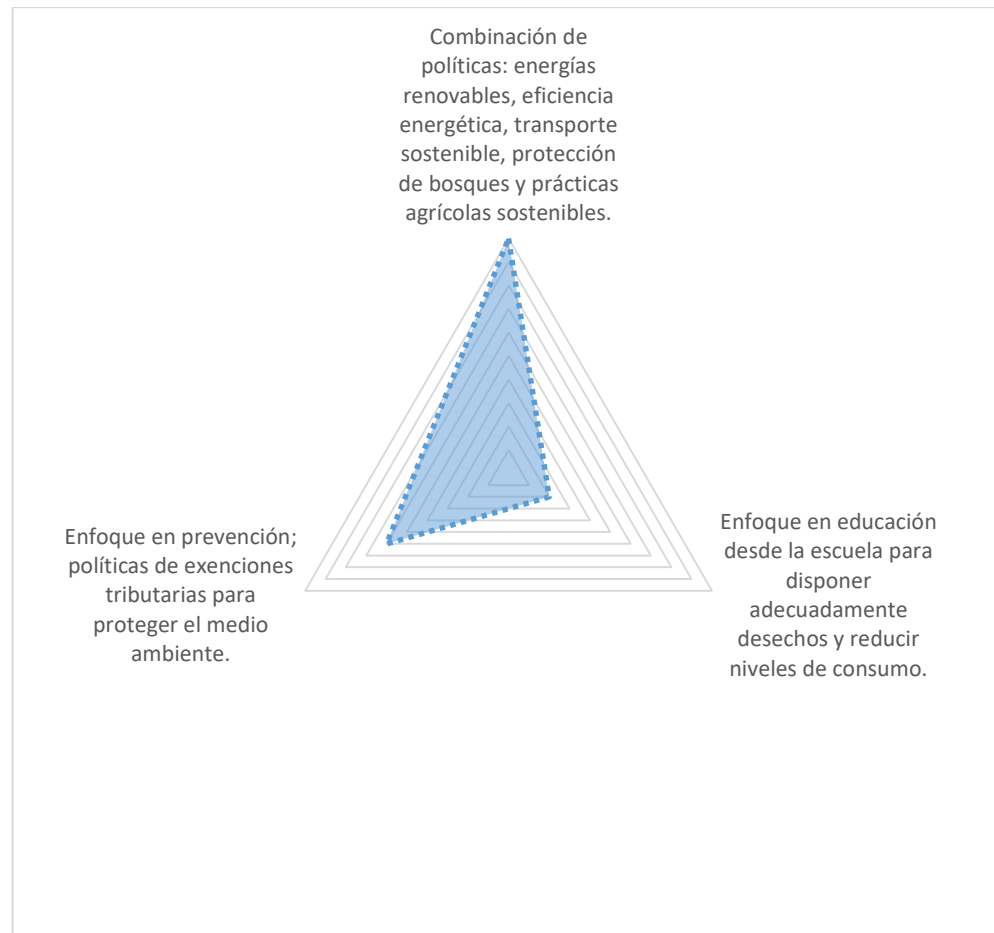 Combinación de
políticas: energías
renovables, eficiencia
energética, transporte
sostenible, protección
de bosques y prácticas
agrícolas sostenibles.
Enfoque en educación
desde la escuela para
disponer
adecuadamente
desechos y reducir
niveles de consumo.
Enfoque en prevención;
políticas de exenciones
tributarias para
proteger el medio
ambiente.